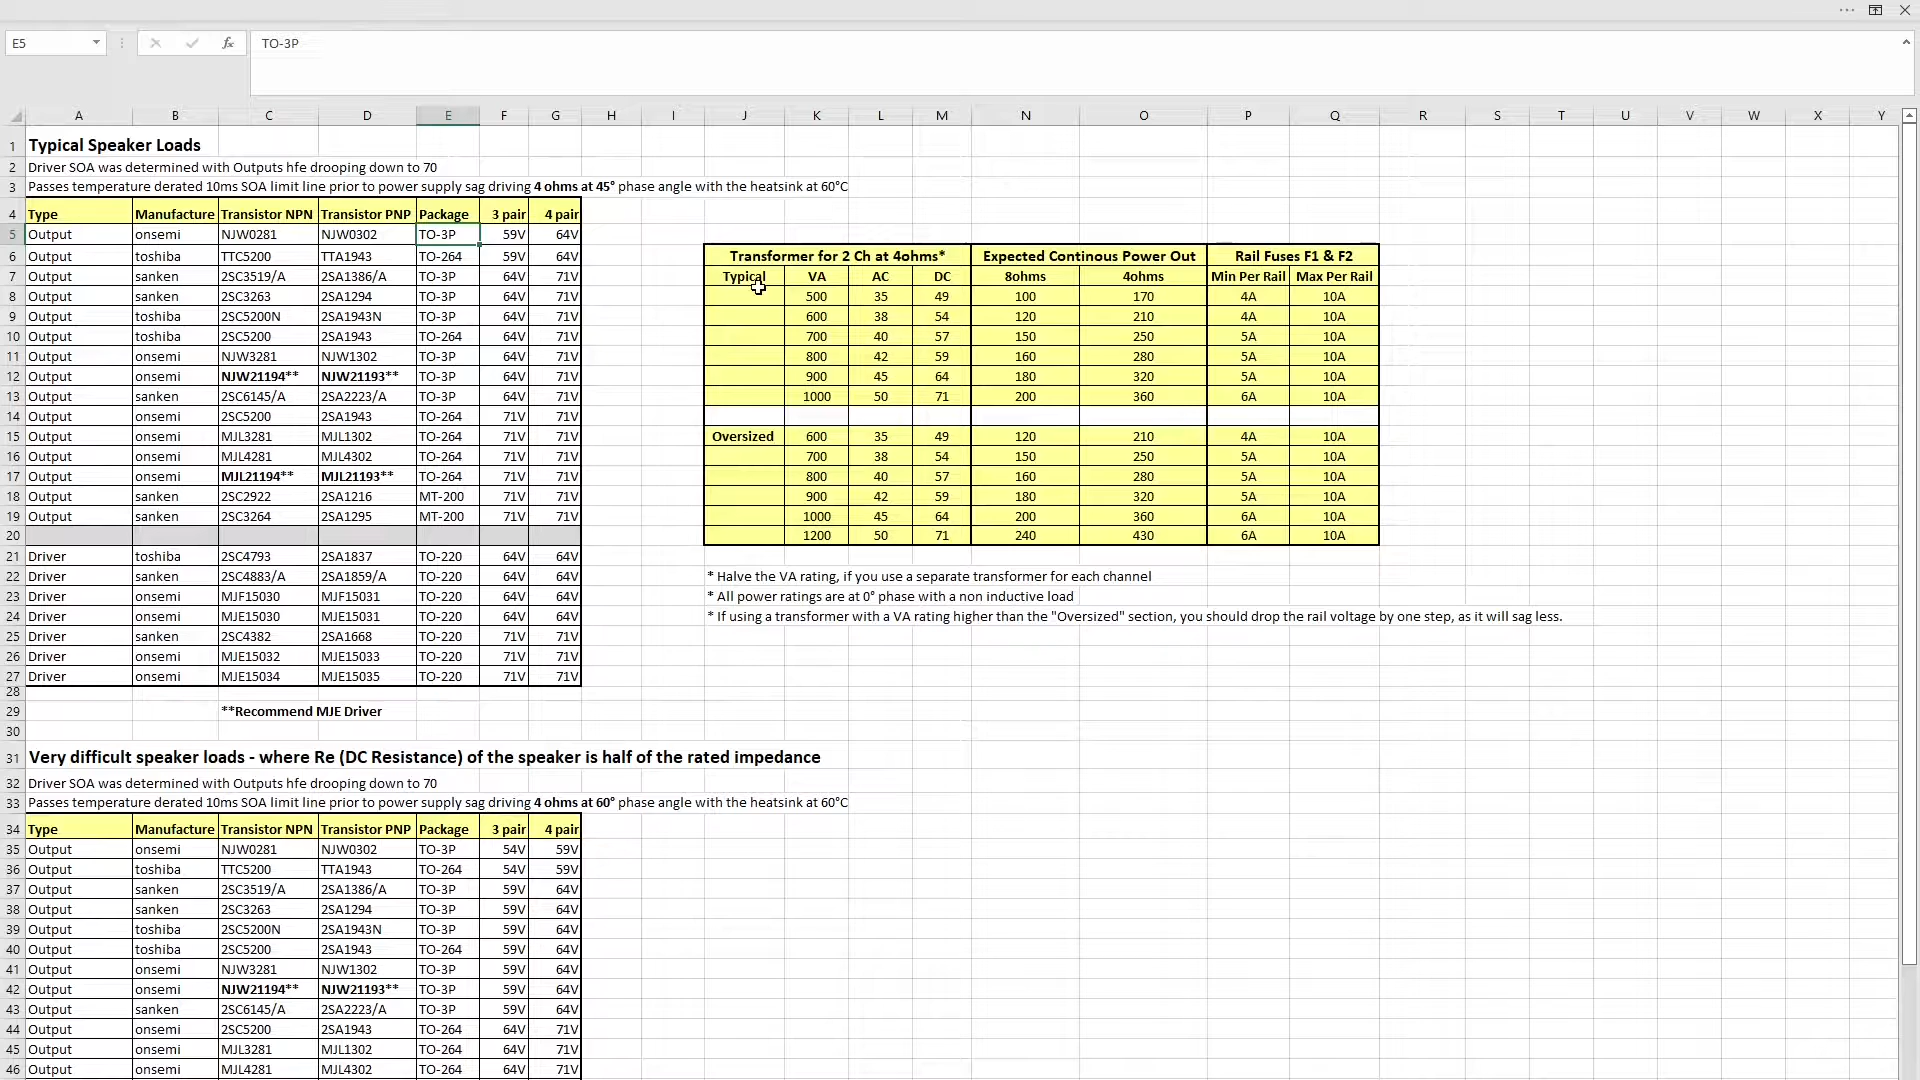 E5
fx
TO-3P
A B C D E F G H I J K L M N O P Q R S T U V W X Y
1 Typical Speaker Loads
2 Driver SOA was determined with Outputs hfe drooping down to 70
3 Passes temperature derated 10ms SOA limit line prior to power supply sag driving 4 ohms at 45° phase angle with the heatsink at 60°C
4 Type Manufacture Transistor NPN Transistor PNP Package 3 pair 4 pair
5 Output onsemi NJW0281 NJW0302 TO-3P 59V 64V
6 Output toshiba TTC5200 TTA1943 TO-264 59V 64V Transformer for 2 Ch at 4ohms* Expected Continous Power Out Rail Fuses F1 & F2
7 Output sanken 2SC3519/A 2SA1386/A TO-3P 64V 71V Typical VA AC DC 8ohms 4ohms Min Per Rail Max Per Rail
8 Output sanken 2SC3263 2SA1294 TO-3P 64V 71V 500 35 49 100 170 4A 10A
9 Output toshiba 2SC5200N 2SA1943N TO-3P 64V 71V 600 38 54 120 210 4A 10A
10 Output toshiba 2SC5200 2SA1943 TO-264 64V 71V 700 40 57 150 250 5A 10A
11 Output onsemi NJW3281 NJW1302 TO-3P 64V 71V 800 42 59 160 280 5A 10A
12 Output onsemi NJW21194** NJW21193** TO-3P 64V 71V 900 45 64 180 320 5A 10A
13 Output sanken 2SC6145/A 2SA2223/A TO-3P 64V 71V 1000 50 71 200 360 6A 10A
14 Output onsemi 2SC5200 2SA1943 TO-264 71V 71V
15 Output onsemi MJL3281 MJL1302 TO-264 71V 71V Oversized 600 35 49 120 210 4A 10A
16 Output onsemi MJL4281 MJL4302 TO-264 71V 71V 700 38 54 150 250 5A 10A
17 Output onsemi MJL21194** MJL21193** TO-264 71V 71V 800 40 57 160 280 5A 10A
18 Output sanken 2SC2922 2SA1216 MT-200 71V 71V 900 42 59 180 320 5A 10A
19 Output sanken 2SC3264 2SA1295 MT-200 71V 71V 1000 45 64 200 360 6A 10A
20 1200 50 71 240 430 6A 10A
21 Driver toshiba 2SC4793 2SA1837 TO-220 64V 64V
22 Driver sanken 2SC4883/A 2SA1859/A TO-220 64V 64V * Halve the VA rating, if you use a separate transformer for each channel
23 Driver onsemi MJF15030 MJF15031 TO-220 64V 64V * All power ratings are at 0° phase with a non inductive load
24 Driver onsemi MJE15030 MJE15031 TO-220 64V 64V * If using a transformer with a VA rating higher than the "Oversized" section, you should drop the rail voltage by one step, as it will sag less.
25 Driver sanken 2SC4382 2SA1668 TO-220 71V 71V
26 Driver onsemi MJE15032 MJE15033 TO-220 71V 71V
27 Driver onsemi MJE15034 MJE15035 TO-220 71V 71V
28
29 **Recommend MJE Driver
30
31 Very difficult speaker loads - where Re (DC Resistance) of the speaker is half of the rated impedance
32 Driver SOA was determined with Outputs hfe drooping down to 70
33 Passes temperature derated 10ms SOA limit line prior to power supply sag driving 4 ohms at 60° phase angle with the heatsink at 60°C
34 Type Manufacture Transistor NPN Transistor PNP Package 3 pair 4 pair
35 Output onsemi NJW0281 NJW0302 TO-3P 54V 59V
36 Output toshiba TTC5200 TTA1943 TO-264 54V 59V
37 Output sanken 2SC3519/A 2SA1386/A TO-3P 59V 64V
38 Output sanken 2SC3263 2SA1294 TO-3P 59V 64V
39 Output toshiba 2SC5200N 2SA1943N TO-3P 59V 64V
40 Output toshiba 2SC5200 2SA1943 TO-264 59V 64V
41 Output onsemi NJW3281 NJW1302 TO-3P 59V 64V
42 Output onsemi NJW21194** NJW21193** TO-3P 59V 64V
43 Output sanken 2SC6145/A 2SA2223/A TO-3P 59V 64V
44 Output onsemi 2SC5200 2SA1943 TO-264 64V 71V
45 Output onsemi MJL3281 MJL1302 TO-264 64V 71V
46 Output onsemi MJL4281 MJL4302 TO-264 64V 71V